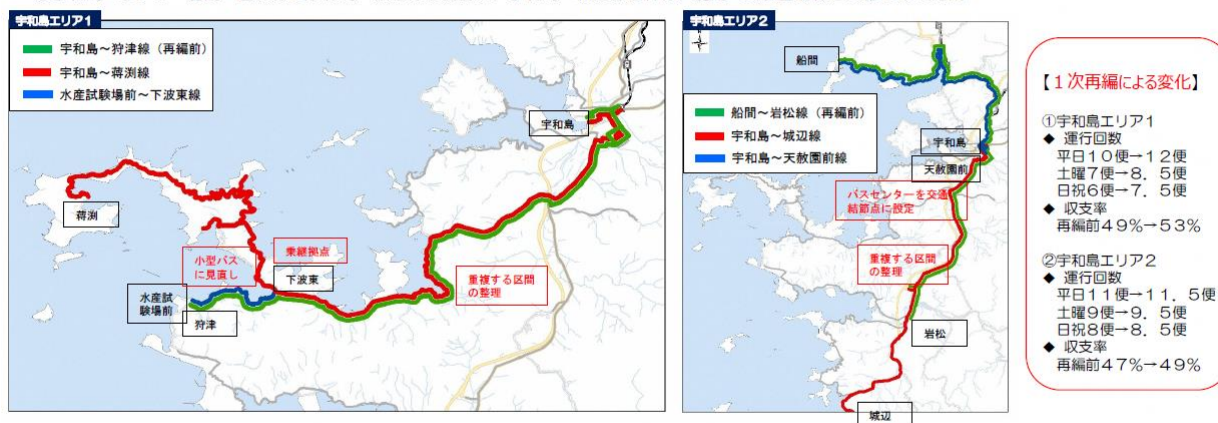 宇和島エリア1
宇和島～狩津線（再編前）
宇和島～蒋渕線
水産試験場前～下波東線
宇和島
蒋渕
小型バス
に見直し
乗継拠点
下波東
水産試
験場前
狩津
重複する区間
の整理
宇和島エリア2
船間
船間～岩松線（再編前）
宇和島～城辺線
宇和島～天赦園前線
宇和島
天赦園前
バスセンターを交通
結節点に設定
重複する区間
の整理
岩松
城辺
【１次再編による変化】
①宇和島エリア１
◆ 運行回数
平日１０便→１２便
土曜７便→８．５便
日祝６便→７．５便
◆ 収支率
再編前４９％→５３％
②宇和島エリア２
◆ 運行回数
平日１１便→１１．５便
土曜９便→９．５便
日祝８便→８．５便
◆ 収支率
再編前４７％→４９％